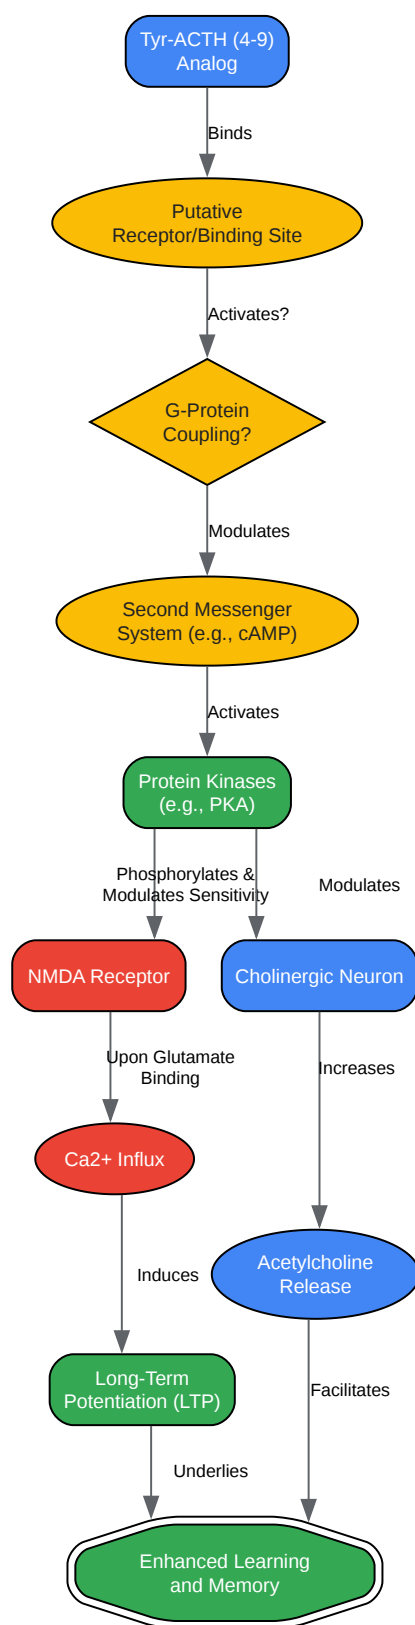 Tyr-ACTH (4-9)
Analog
Binds
Putative
Receptor/Binding Site
Activates?
G-Protein
Coupling?
Modulates
Second Messenger
System (e.g., cAMP)
Activates
Protein Kinases
(e.g., PKA)
Phosphorylates &
Modulates Sensitivity
Modulates
NMDA Receptor
Cholinergic Neuron
Upon Glutamate
Binding
Increases
Ca2+ Influx
Acetylcholine
Release
Induces
Long-Term
Potentiation (LTP)
Facilitates
Underlies
Enhanced Learning
and Memory